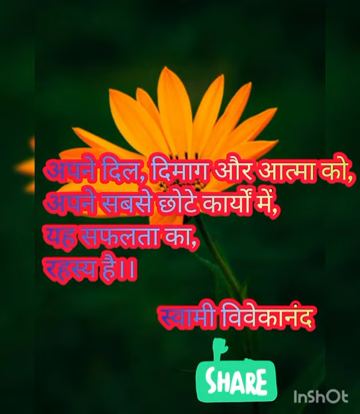 अपने दिल, दिमाग और आत्मा को,
अपने सबसे छोटे कार्यों में,
यह सफलता का,
रहस्य है।।
स्वामी विवेकानंद
SHARE
InShOt